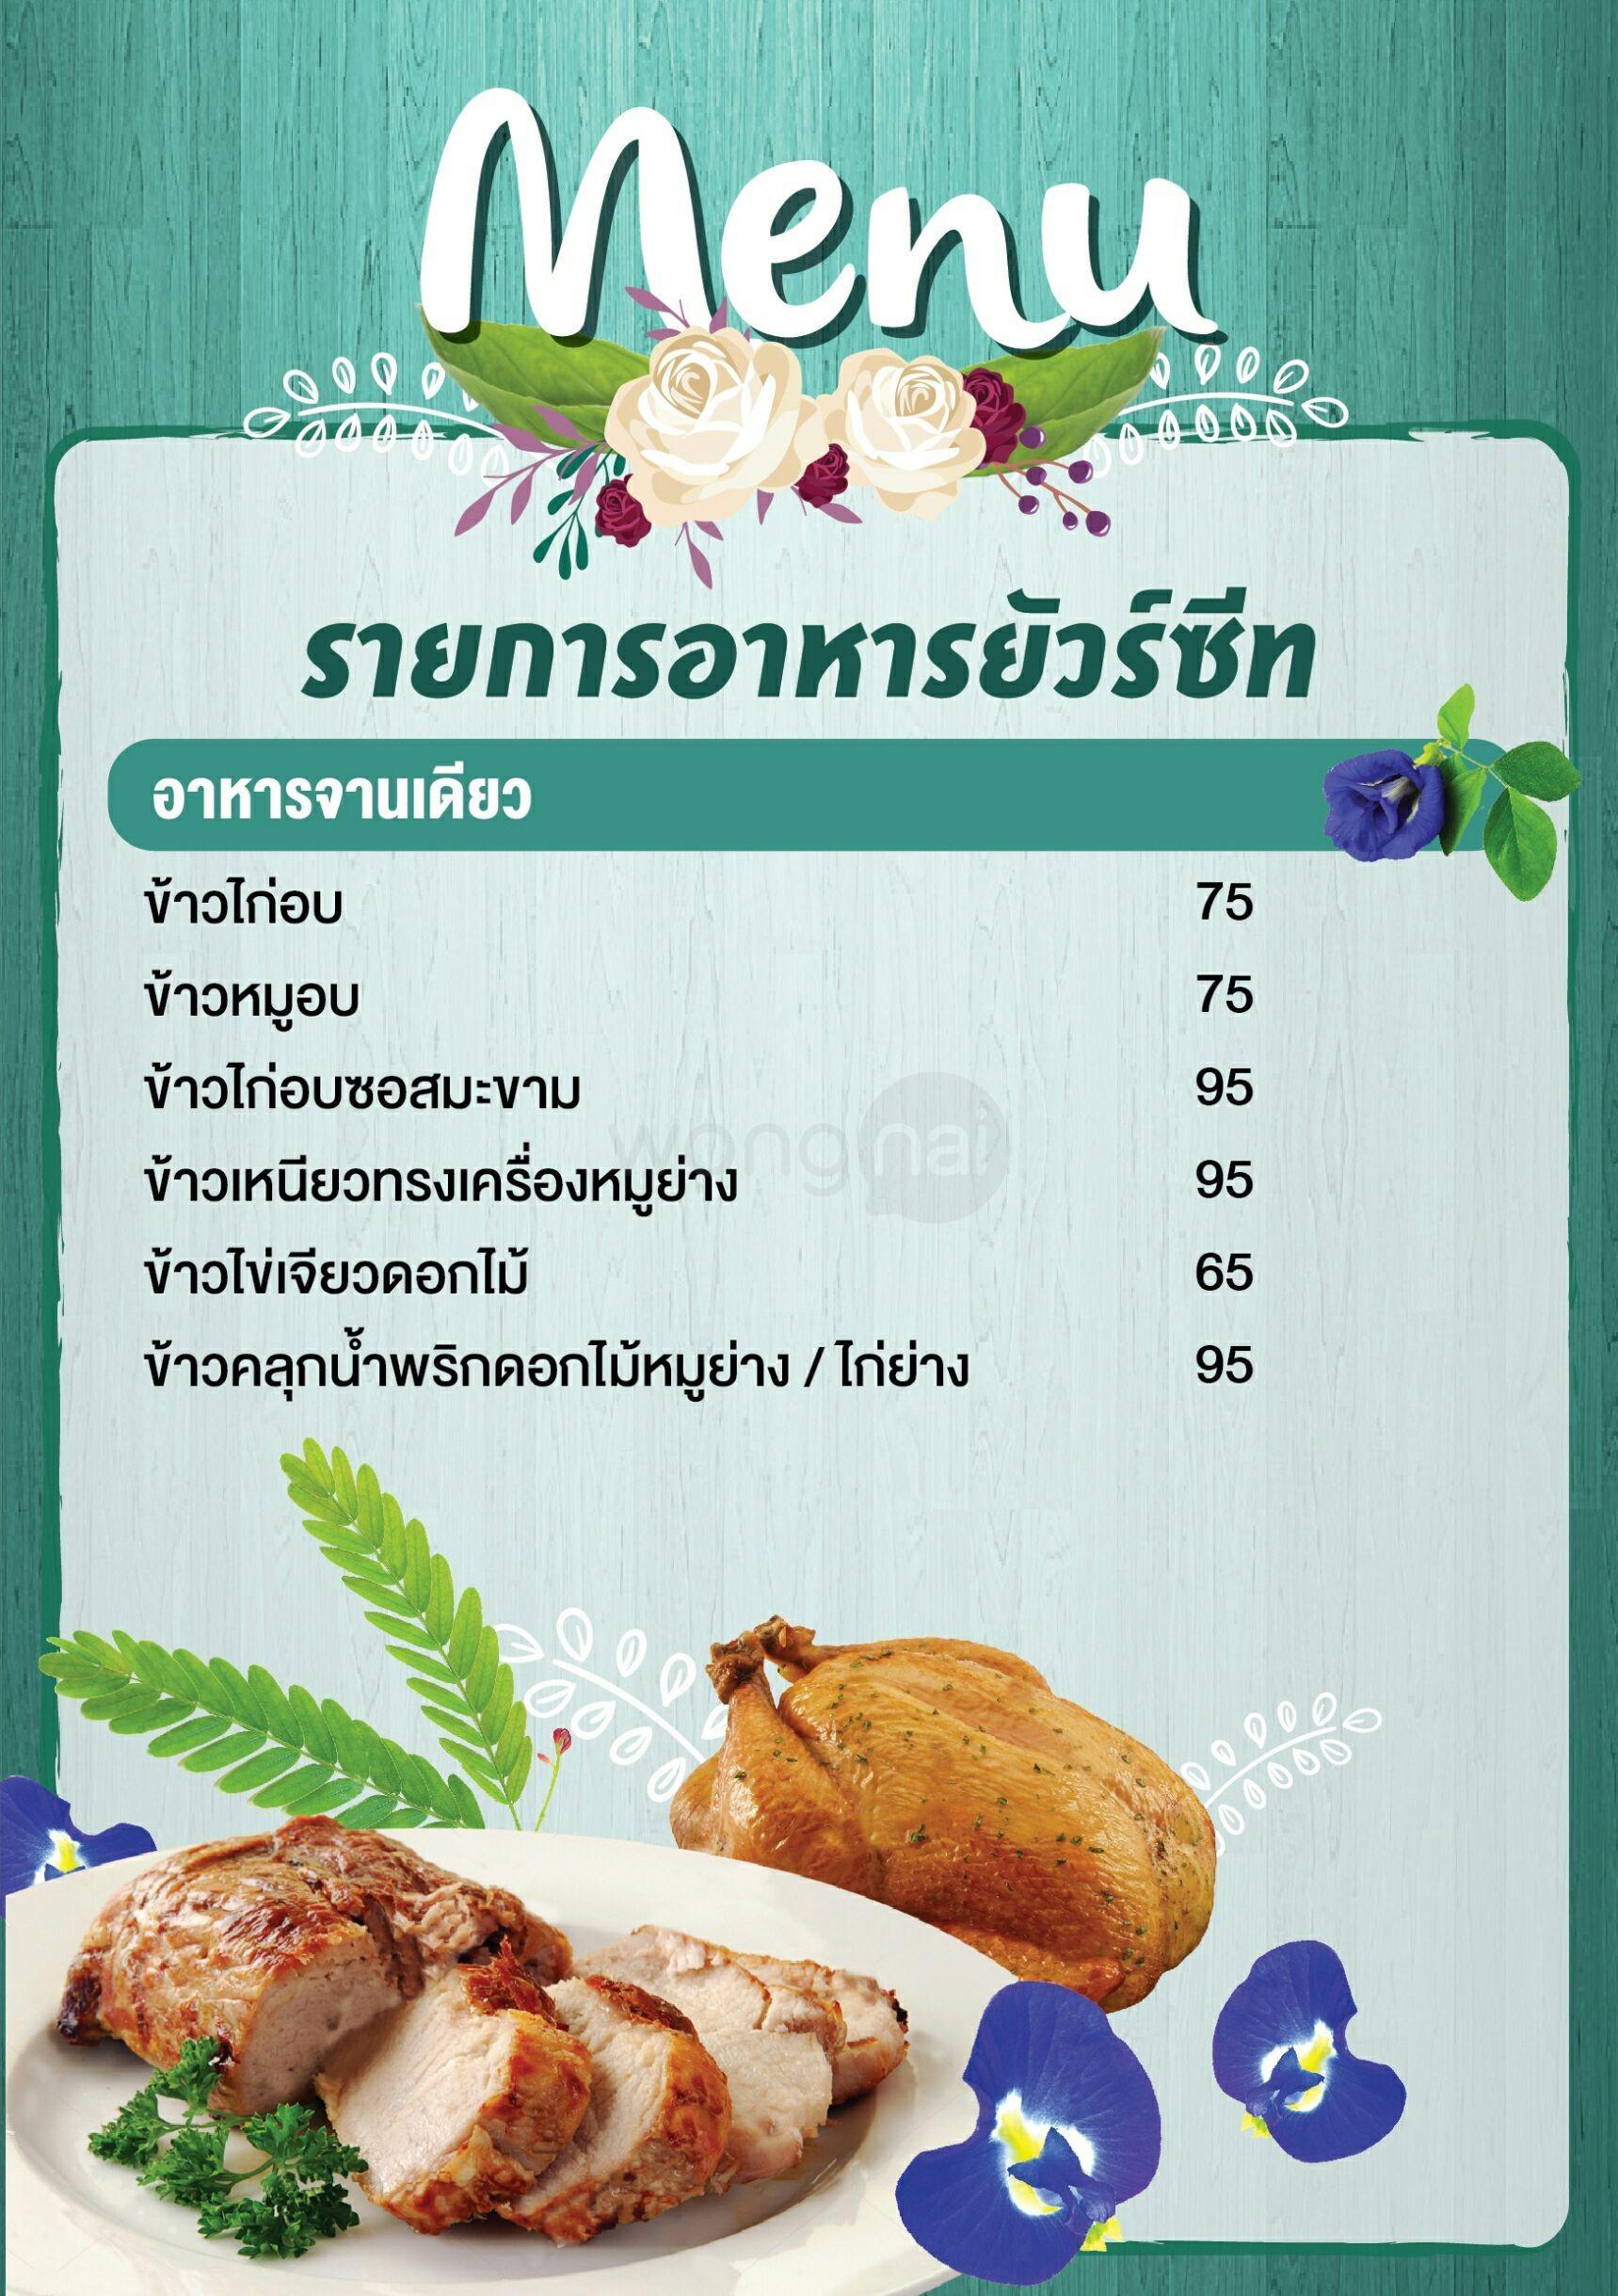 Menu
รายการอาหารยัวร์ซีท
อาหารจานเดียว
ข้าวไก่อบ 75
ข้าวหมูอบ 75
ข้าวไก่อบซอสมะขาม 95
wongnai
ข้าวเหนียวทรงเครื่องหมูย่าง 95
ข้าวไข่เจียวดอกไม้ 65
ข้าวคลุกน้ำพริกดอกไม้หมูย่าง / ไก่ย่าง 95